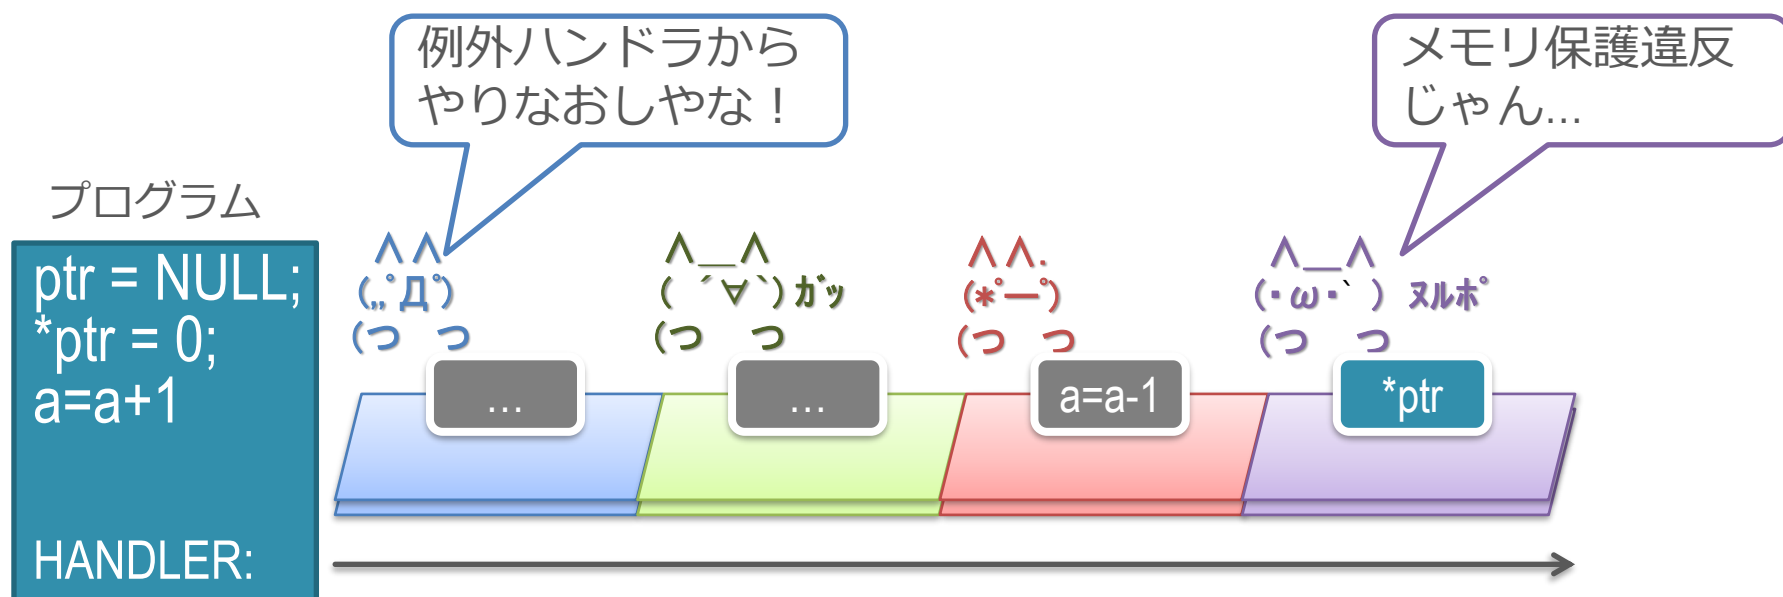 例外ハンドラから
やりなおしやな！
メモリ保護違反
じゃん...
プログラム
ptr = NULL;
*ptr = 0;
a=a+1
HANDLER:
∧ ∧
(,,ﾟДﾟ)
(つ　つ
∧＿∧
( ´∀`) ｶﾞｯ
(つ　つ
∧ ∧.
(*ﾟーﾟ)
(つ　つ
∧＿∧
(・ω・` ) ﾇﾙﾎﾟ
(つ　つ
...
...
a=a-1
*ptr